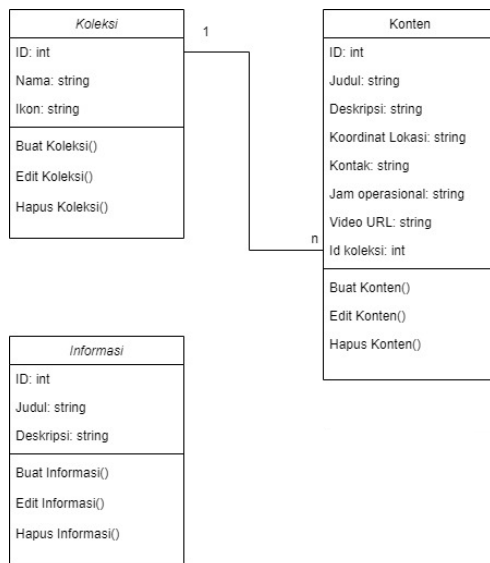 Koleksi
ID: int
Nama: string
Ikon: string
Buat Koleksi()
Edit Koleksi()
Hapus Koleksi()
1
n
Konten
ID: int
Judul: string
Deskripsi: string
Koordinat Lokasi: string
Kontak: string
Jam operasional: string
Video URL: string
Id koleksi: int
Buat Konten()
Edit Konten()
Hapus Konten()
Informasi
ID: int
Judul: string
Deskripsi: string
Buat Informasi()
Edit Informasi()
Hapus Informasi()